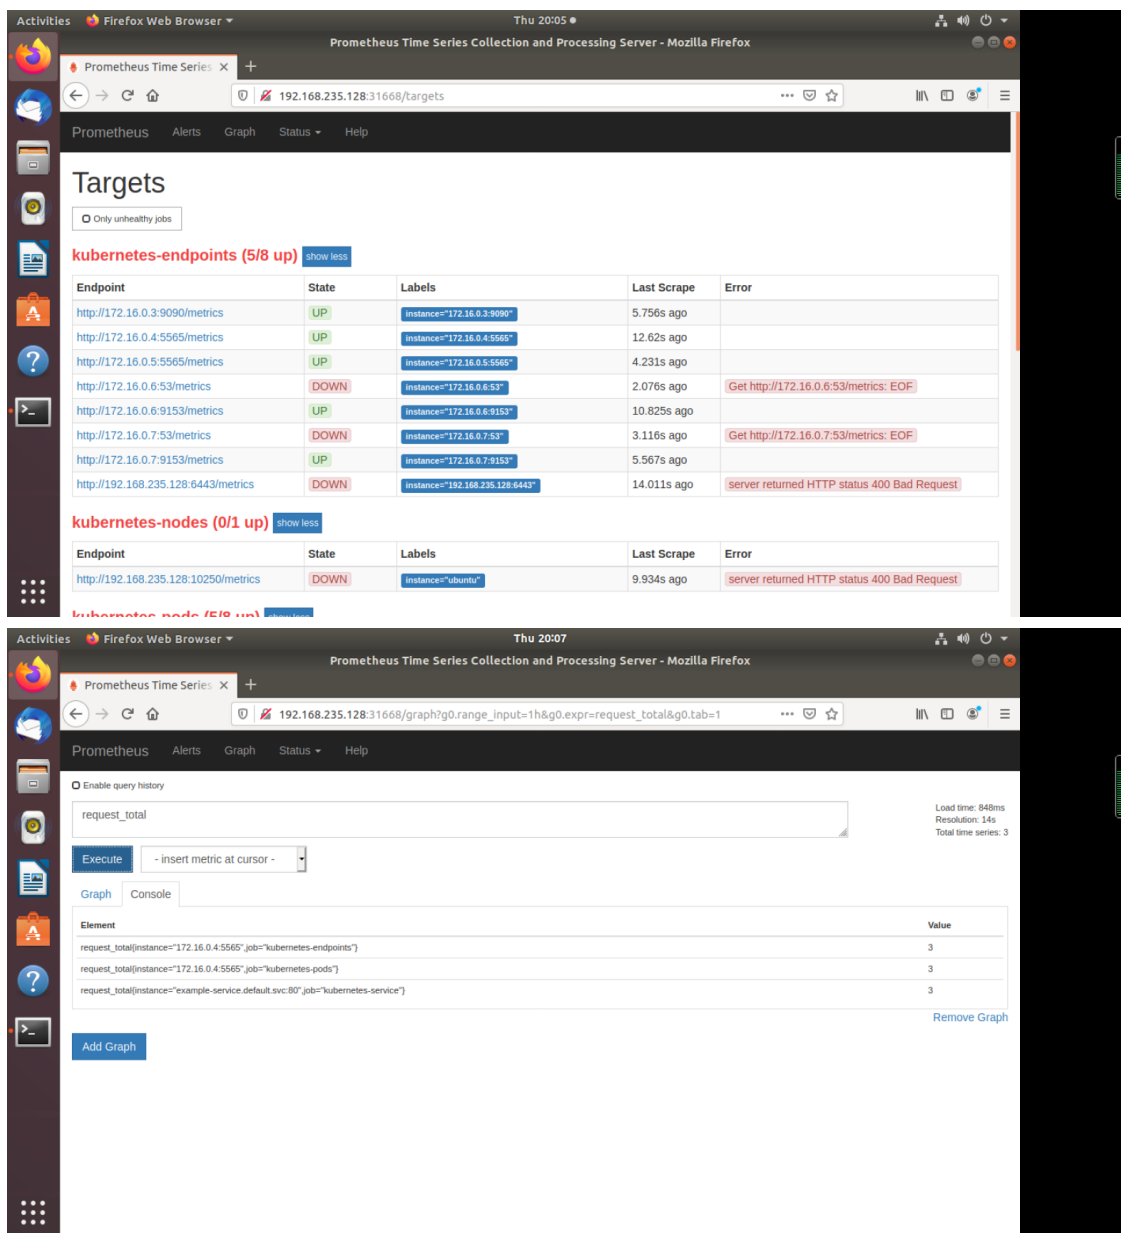 Activities Firefox Web Browser Thu 20:05
Prometheus Time Series Collection and Processing Server - Mozilla Firefox
Prometheus Time Series
192.168.235.128:31668/targets
Prometheus Alerts Graph Status Help
Targets
Only unhealthy jobs
kubernetes-endpoints (5/8 up) show less
Endpoint State Labels Last Scrape Error
http://172.16.0.3:9090/metrics UP instance="172.16.0.3:9090" 5.756s ago
http://172.16.0.4:5565/metrics UP instance="172.16.0.4:5565" 12.62s ago
http://172.16.0.5:5565/metrics UP instance="172.16.0.5:5565" 4.231s ago
http://172.16.0.6:53/metrics DOWN instance="172.16.0.6:53" 2.076s ago Get http://172.16.0.6:53/metrics: EOF
http://172.16.0.6:9153/metrics UP instance="172.16.0.6:9153" 10.825s ago
http://172.16.0.7:53/metrics DOWN instance="172.16.0.7:53" 3.116s ago Get http://172.16.0.7:53/metrics: EOF
http://172.16.0.7:9153/metrics UP instance="172.16.0.7:9153" 5.567s ago
http://192.168.235.128:6443/metrics DOWN instance="192.168.235.128:6443" 14.011s ago server returned HTTP status 400 Bad Request
kubernetes-nodes (0/1 up) show less
Endpoint State Labels Last Scrape Error
http://192.168.235.128:10250/metrics DOWN instance="ubuntu" 9.934s ago server returned HTTP status 400 Bad Request
kubernetes-pods (5/8 up) show less
Activities Firefox Web Browser Thu 20:07
Prometheus Time Series Collection and Processing Server - Mozilla Firefox
Prometheus Time Series
192.168.235.128:31668/graph?g0.range_input=1h&g0.expr=request_total&g0.tab=1
Prometheus Alerts Graph Status Help
Enable query history
request_total
Load time: 848ms
Resolution: 14s
Total time series: 3
Execute - insert metric at cursor -
Graph Console
Element Value
request_total{instance="172.16.0.4:5565",job="kubernetes-endpoints"} 3
request_total{instance="172.16.0.4:5565",job="kubernetes-pods"} 3
request_total{instance="example-service.default.svc:80",job="kubernetes-service"} 3
Remove Graph
Add Graph